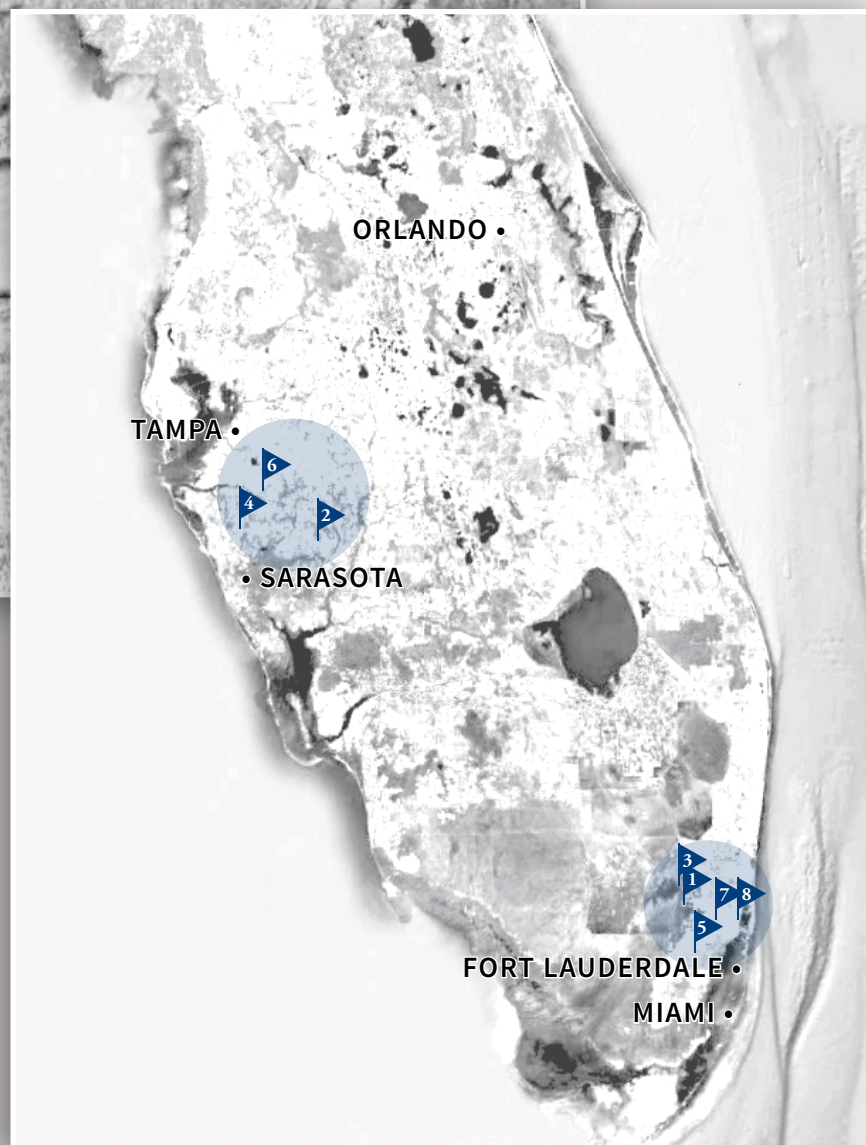 ORLANDO •
TAMPA •
6
4
2
• SARASOTA
3
1
7
8
5
FORT LAUDERDALE •
MIAMI •